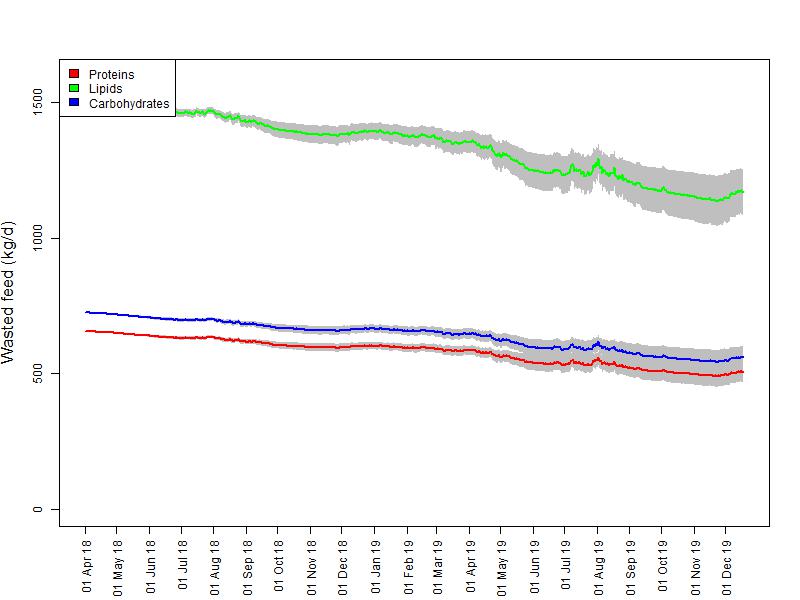 Proteins
Lipids
Carbohydrates
Wasted feed (kg/d)
1500
1000
500
0
01 Apr 18
01 May 18
01 Jun 18
01 Jul 18
01 Aug 18
01 Sep 18
01 Oct 18
01 Nov 18
01 Dec 18
01 Jan 19
01 Feb 19
01 Mar 19
01 Apr 19
01 May 19
01 Jun 19
01 Jul 19
01 Aug 19
01 Sep 19
01 Oct 19
01 Nov 19
01 Dec 19